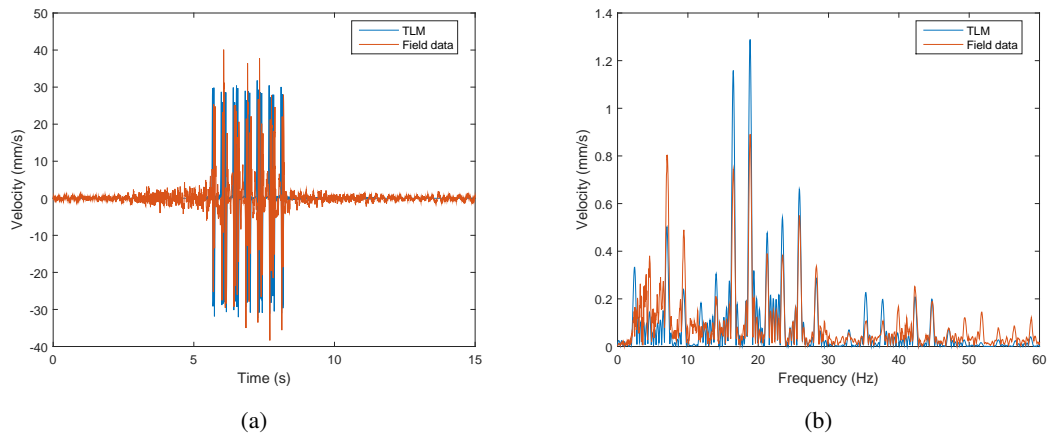 50
40
30
20
10
0
-10
-20
-30
-40
Velocity (mm/s)
TLM
Field data
0
5
10
15
Time (s)
(a)
1.4
1.2
1
0.8
0.6
0.4
0.2
0
Velocity (mm/s)
TLM
Field data
0
10
20
30
40
50
60
Frequency (Hz)
(b)